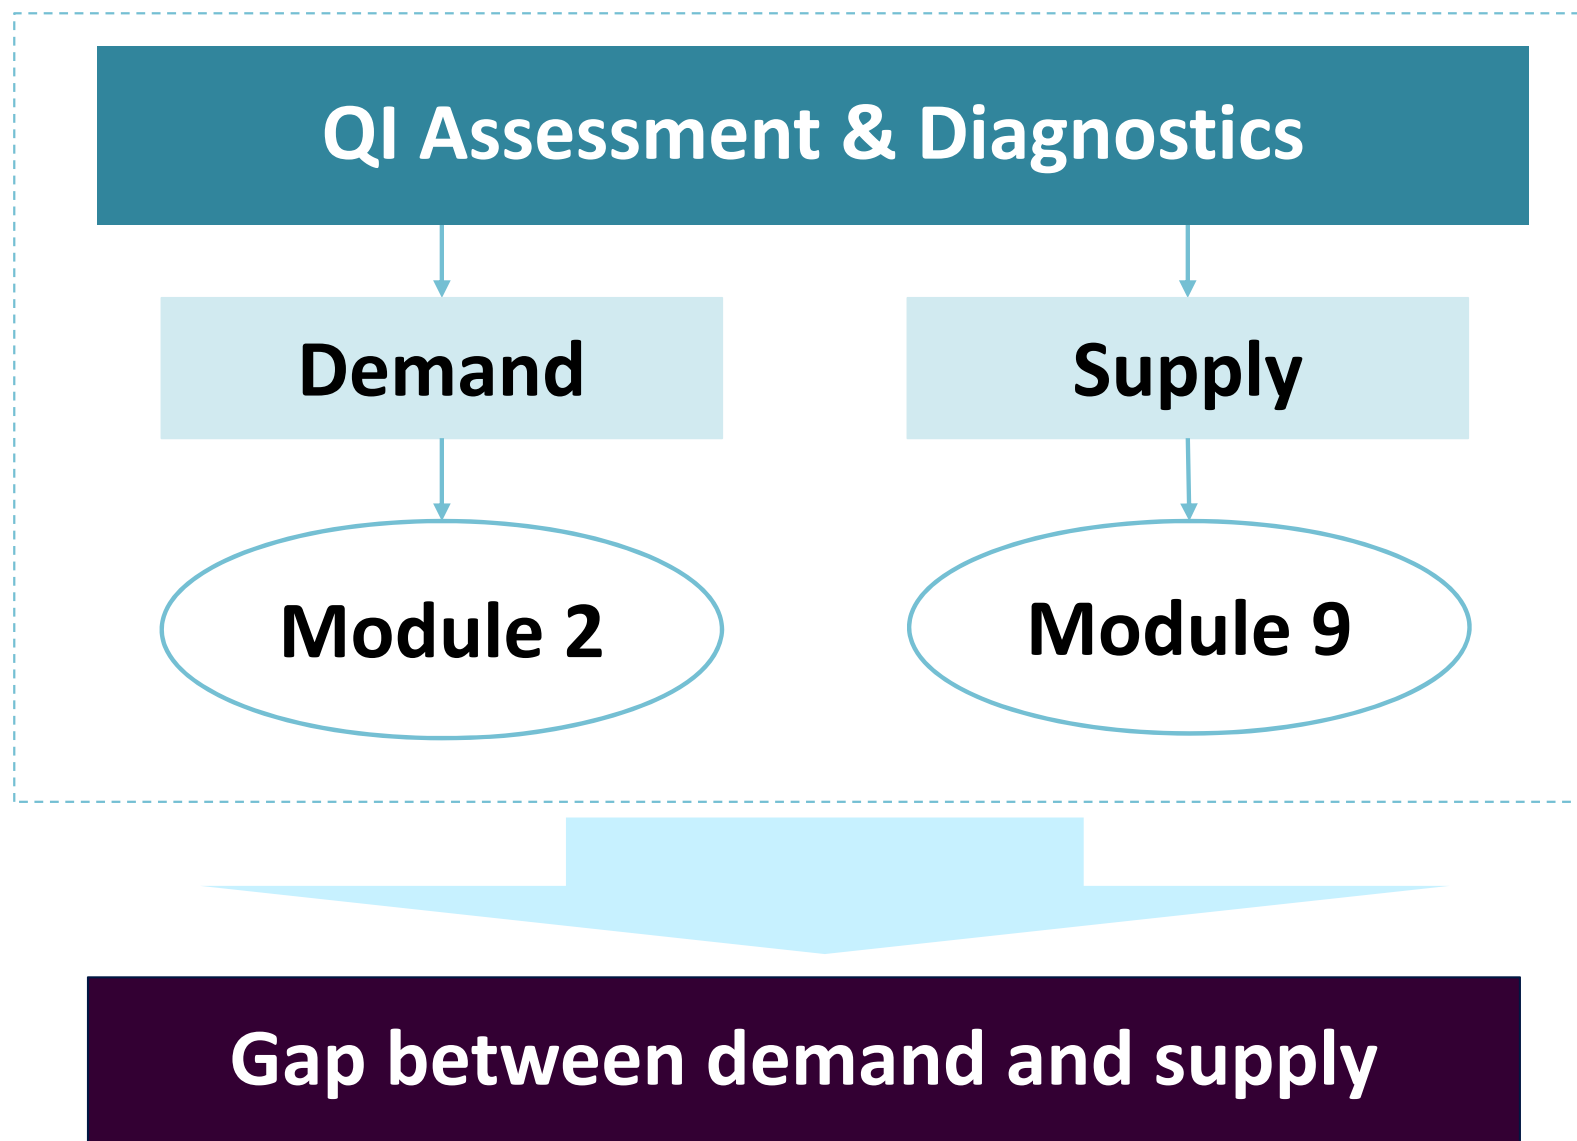 QI Assessment & Diagnostics
Demand
Supply
Module 2
Module 9
Gap between demand and supply